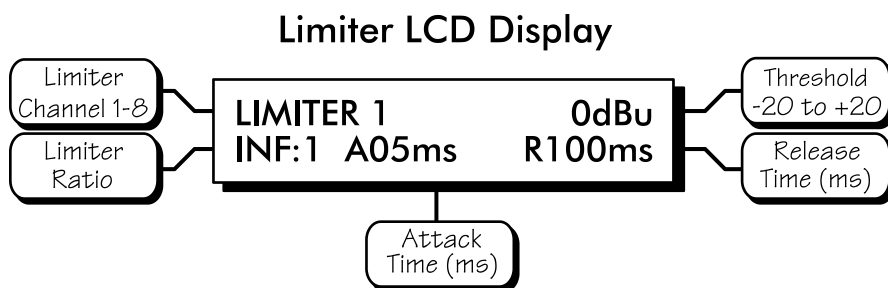 Limiter LCD Display
Limiter
Channel 1-8
LIMITER 1 0dBu
Threshold
-20 to +20
Limiter
Ratio
INF:1 A05ms R100ms
Release
Time (ms)
Attack
Time (ms)